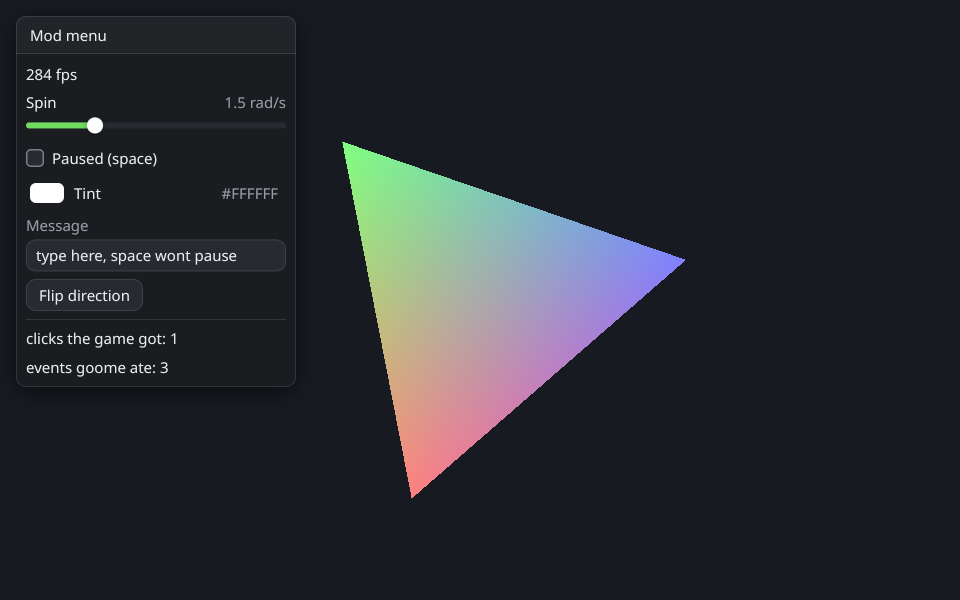 Mod menu
284 fps
Spin 1.5 rad/s
Paused (space)
Tint #FFFFFF
Message
type here, space wont pause
Flip direction
clicks the game got: 1
events goome ate: 3